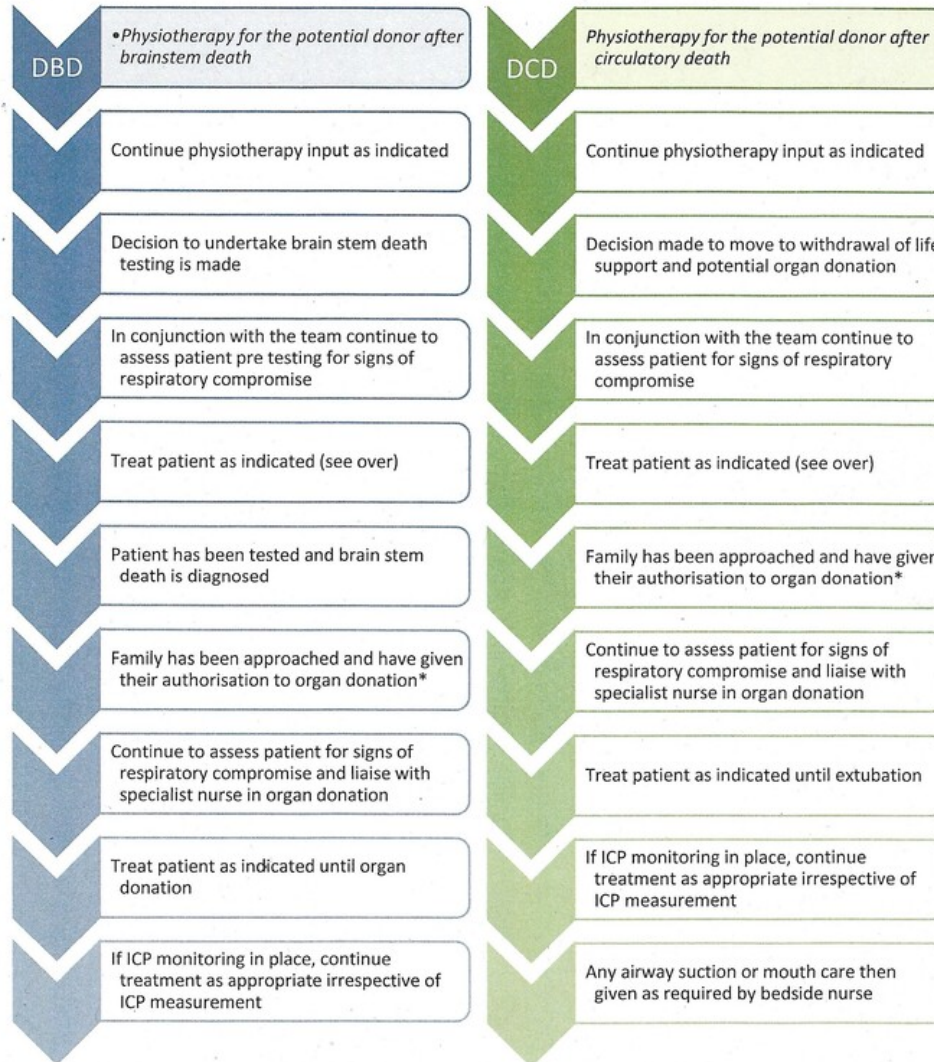 DBD
•Physiotherapy for the potential donor after
brainstem death
Continue physiotherapy input as indicated
Decision to undertake brain stem death
testing is made
In conjunction with the team continue to
assess patient pre testing for signs of
respiratory compromise
Treat patient as indicated (see over)
Patient has been tested and brain stem
death is diagnosed
Family has been approached and have given
their authorisation to organ donation*
Continue to assess patient for signs of
respiratory compromise and liaise with
specialist nurse in organ donation
Treat patient as indicated until organ
donation
If ICP monitoring in place, continue
treatment as appropriate irrespective of
ICP measurement
DCD
Physiotherapy for the potential donor after
circulatory death
Continue physiotherapy input as indicated
Decision made to move to withdrawal of life
support and potential organ donation
In conjunction with the team continue to
assess patient for signs of respiratory
compromise
Treat patient as indicated (see over)
Family has been approached and have given
their authorisation to organ donation*
Continue to assess patient for signs of
respiratory compromise and liaise with
specialist nurse in organ donation
Treat patient as indicated until extubation
If ICP monitoring in place, continue
treatment as appropriate irrespective of
ICP measurement
Any airway suction or mouth care then
given as required by bedside nurse